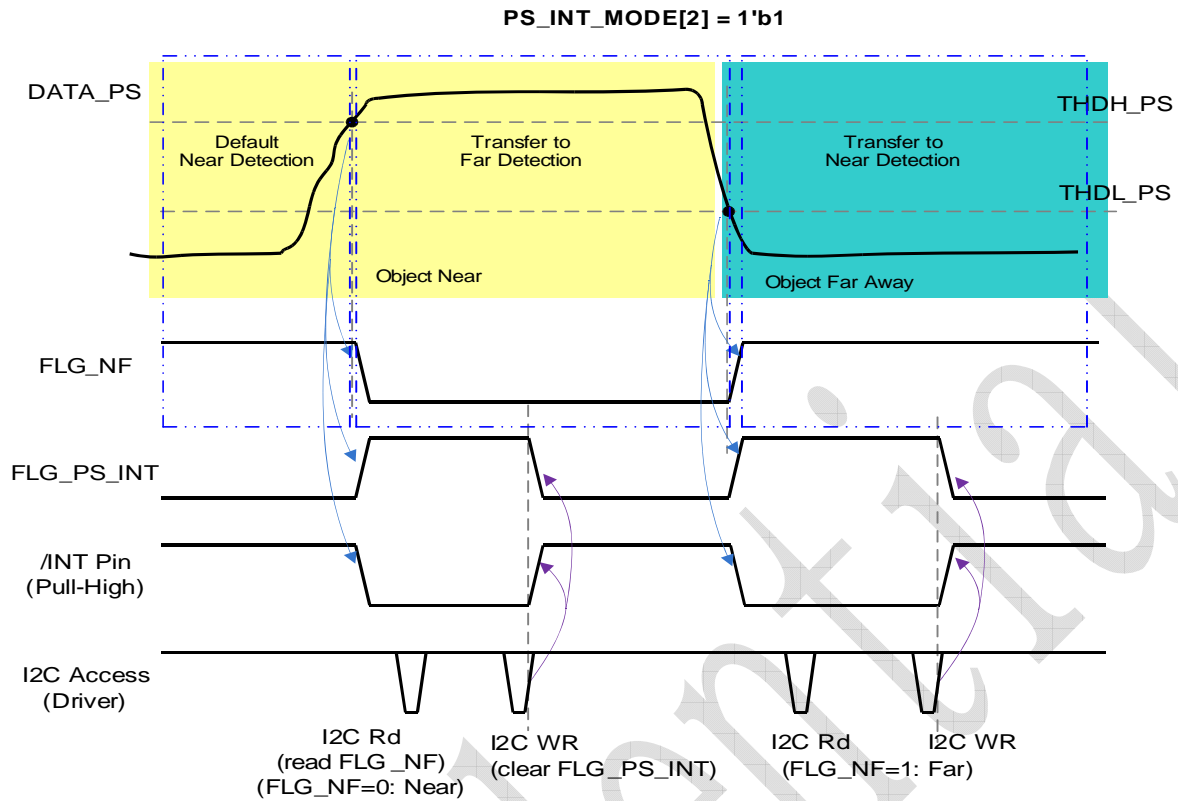 PS_INT_MODE[2] = 1'b1
DATA_PS
THDH_PS
Default
Near Detection
Transfer to
Far Detection
Transfer to
Near Detection
THDL_PS
Object Near
Object Far Away
FLG_NF
FLG_PS_INT
/INT Pin
(Pull-High)
I2C Access
(Driver)
I2C Rd
(read FLG_NF)
(FLG_NF=0: Near)
I2C WR
(clear FLG_PS_INT)
I2C Rd
(FLG_NF=1: Far)
I2C WR
ential